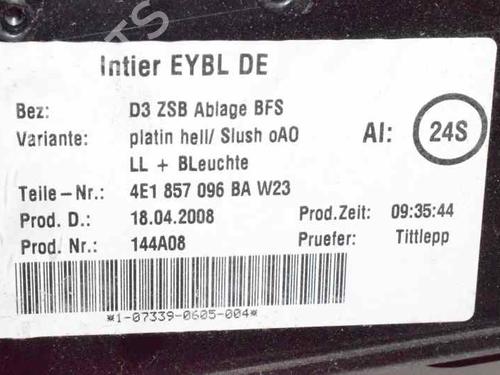 Intier EYBL DE
Bez: D3 ZSB Ablage BFS
Variante: platin hell/ Slush oAO AI: 24S
LL + BLeuchte
Teile-Nr.: 4E1 857 096 BA W23
Prod. D.: 18.04.2008 Prod.Zeit: 09:35:44
Prod. Nr.: 144A08 Pruefer: Tittlepp
*1-07339-0605-004*